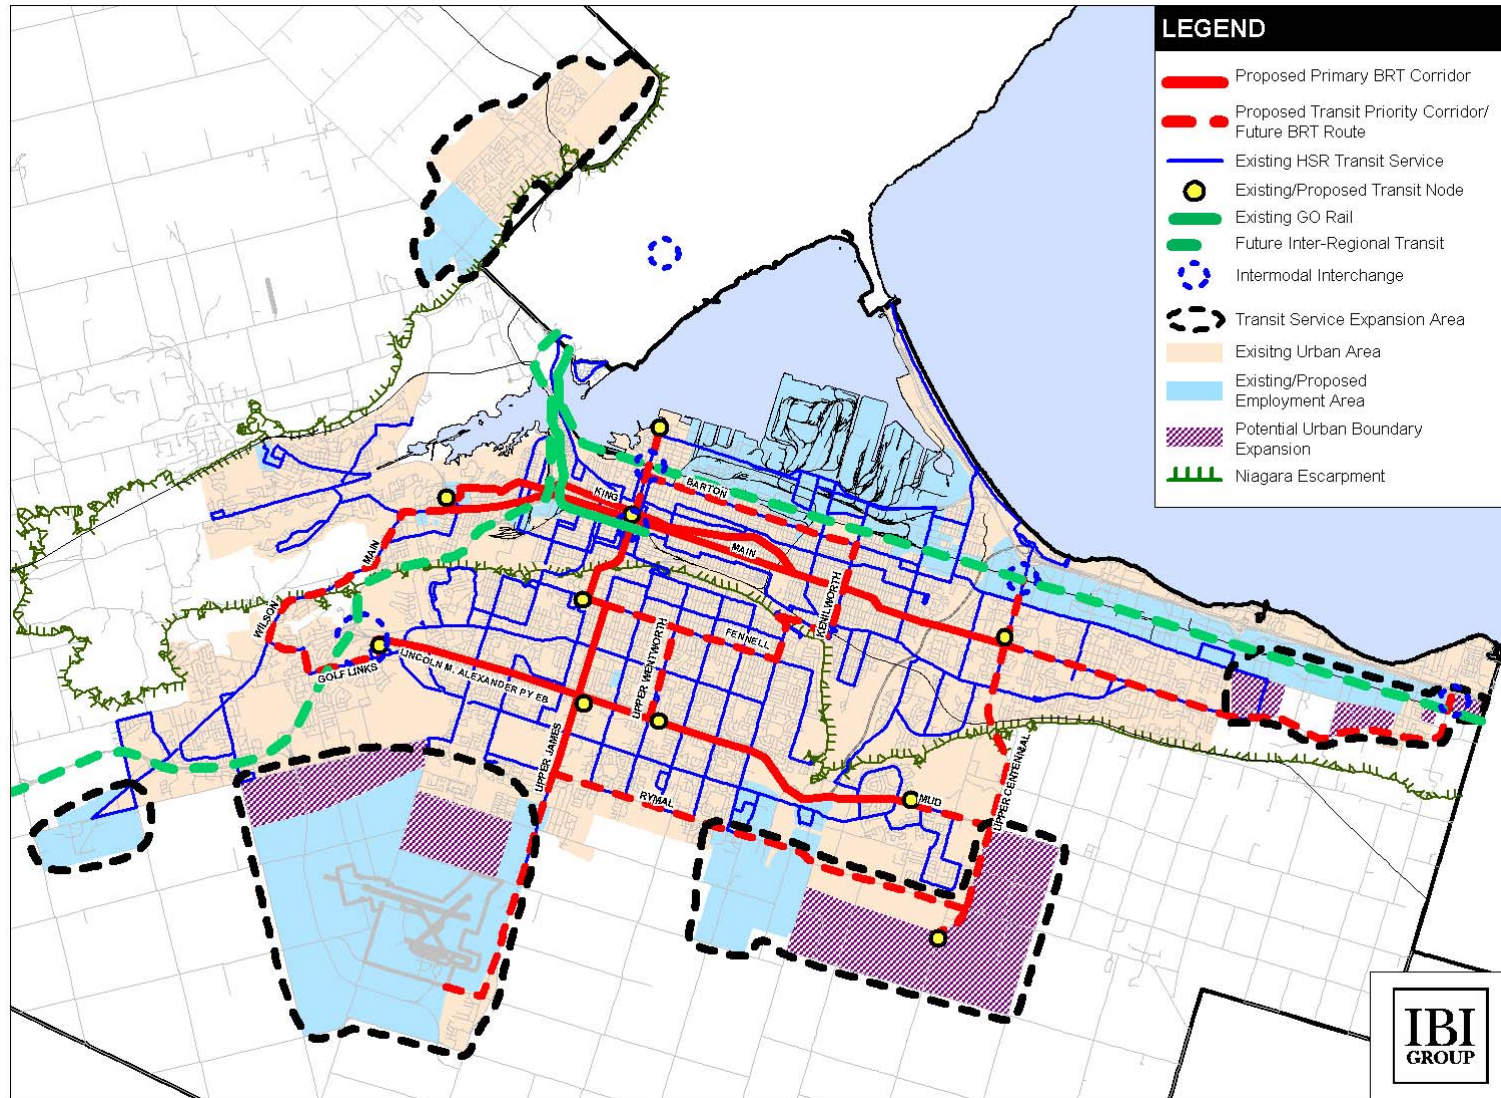 LEGEND
Proposed Primary BRT Corridor
Proposed Transit Priority Corridor/
Future BRT Route
Existing HSR Transit Service
Existing/Proposed Transit Node
Existing GO Rail
Future Inter-Regional Transit
Intermodal Interchange
Transit Service Expansion Area
Exisitng Urban Area
Existing/Proposed
Employment Area
Potential Urban Boundary
Expansion
Niagara Escarpment
KING
BARTON
MAIN
MAIN
WILSON
KENILWORTH
FENNELL
UPPER WENTWORTH
GOLF LINKS
LINCOLN M. ALEXANDER PY EB
UPPER JAMES
RYMAL
MUD
UPPER CENTENNIAL
IBI
GROUP